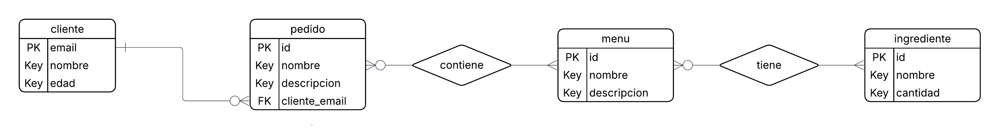 cliente
PK email
Key nombre
Key edad
pedido
PK id
Key nombre
Key descripcion
FK cliente_email
contiene
menu
PK id
Key nombre
Key descripcion
tiene
ingrediente
PK id
Key nombre
Key cantidad